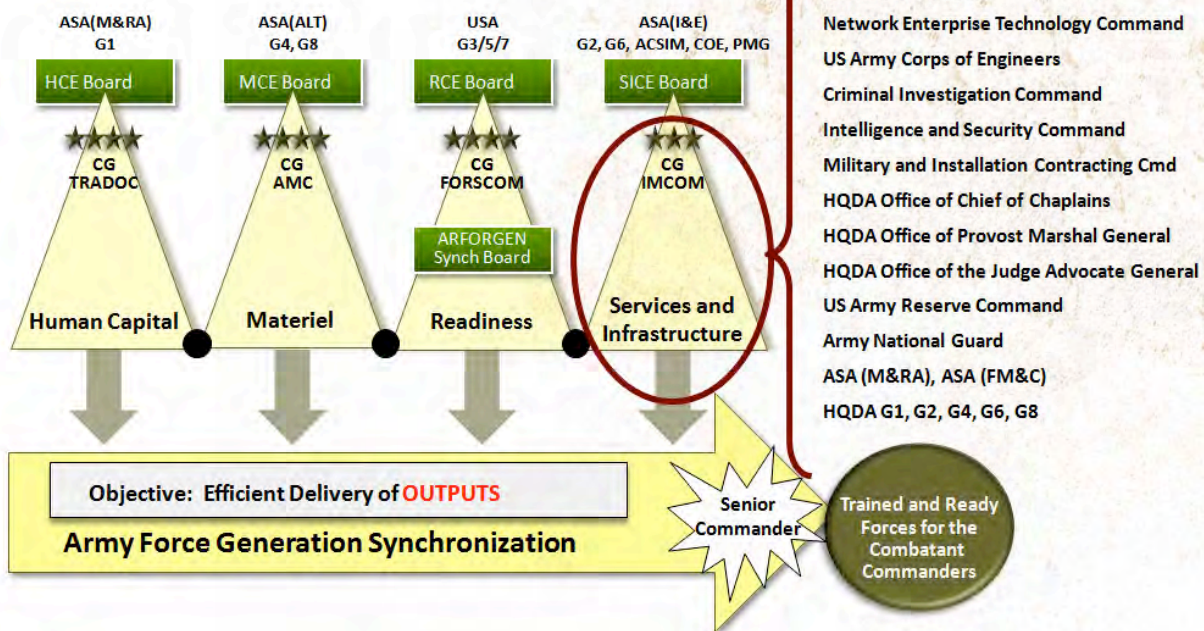 ASA(M&RA)
G1
HCE Board
CG
TRADOC
Human Capital
ASA(ALT)
G4, G8
MCE Board
CG
AMC
Materiel
USA
G3/5/7
RCE Board
CG
FORSCOM
ARFORGEN
Synch Board
Readiness
ASA(I&E)
G2, G6, ACSIM, COE, PMG
SICE Board
CG
IMCOM
Services and
Infrastructure
Network Enterprise Technology Command
US Army Corps of Engineers
Criminal Investigation Command
Intelligence and Security Command
Military and Installation Contracting Cmd
HQDA Office of Chief of Chaplains
HQDA Office of Provost Marshal General
HQDA Office of the Judge Advocate General
US Army Reserve Command
Army National Guard
ASA (M&RA), ASA (FM&C)
HQDA G1, G2, G4, G6, G8
Objective: Efficient Delivery of OUTPUTS
Army Force Generation Synchronization
Senior
Commander
Trained and Ready
Forces for the
Combatant
Commanders